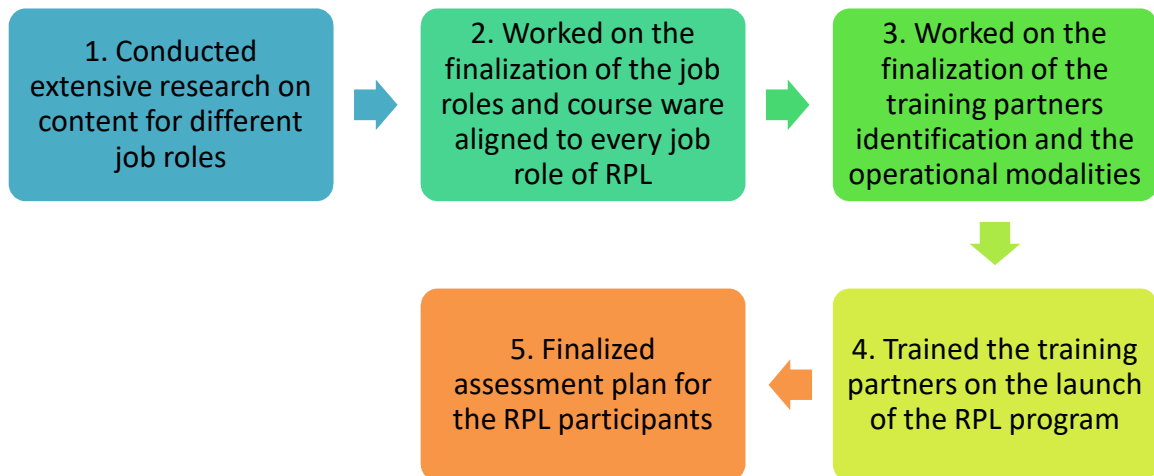 1. Conducted
extensive research on
content for different
job roles
2. Worked on the
finalization of the job
roles and course ware
aligned to every job
role of RPL
3. Worked on the
finalization of the
training partners
identification and the
operational modalities
4. Trained the training
partners on the launch
of the RPL program
5. Finalized
assessment plan for
the RPL participants